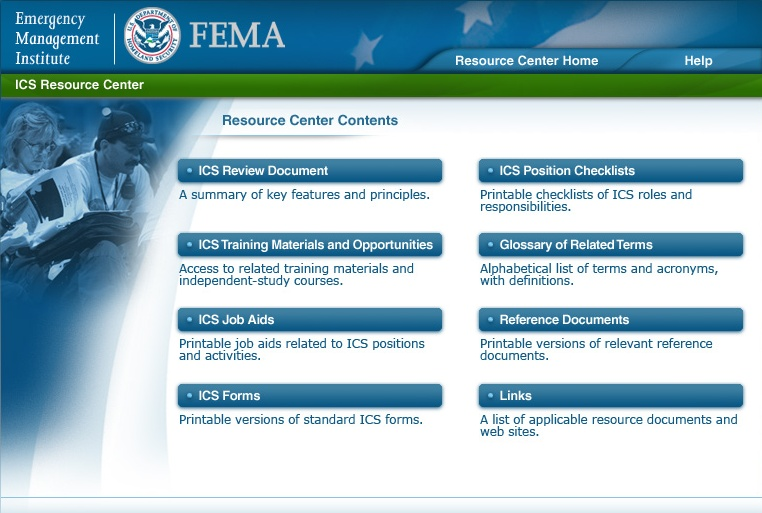 Emergency
Management
Institute
U.S. DEPARTMENT OF
HOMELAND SECURITY
FEMA
Resource Center Home
Help
ICS Resource Center
Resource Center Contents
ICS Review Document
A summary of key features and principles.
ICS Training Materials and Opportunities
Access to related training materials and
independent-study courses.
ICS Job Aids
Printable job aids related to ICS positions
and activities.
ICS Forms
Printable versions of standard ICS forms.
ICS Position Checklists
Printable checklists of ICS roles and
responsibilities.
Glossary of Related Terms
Alphabetical list of terms and acronyms,
with definitions.
Reference Documents
Printable versions of relevant reference
documents.
Links
A list of applicable resource documents and
web sites.